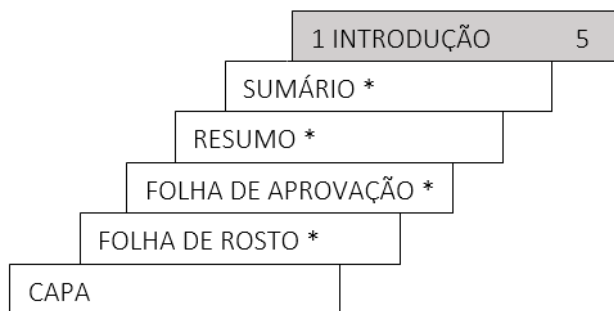 1 INTRODUÇÃO 5
SUMÁRIO *
RESUMO *
FOLHA DE APROVAÇÃO *
FOLHA DE ROSTO *
CAPA